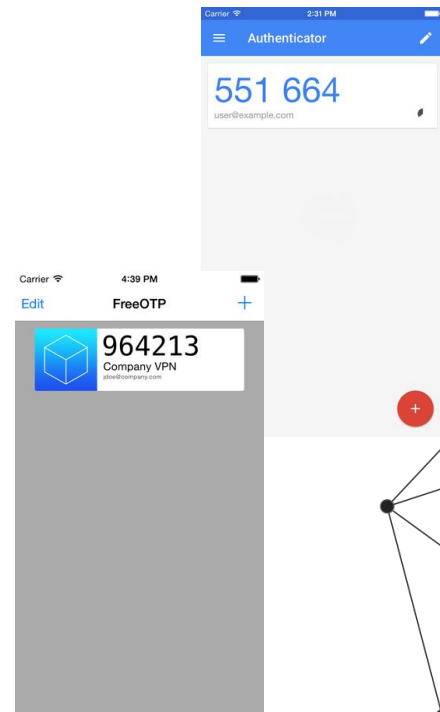 Carrier 2:31 PM
Authenticator
551 664
user@example.com
+
Carrier 4:39 PM
Edit FreeOTP +
964213
Company VPN
jdoe@company.com